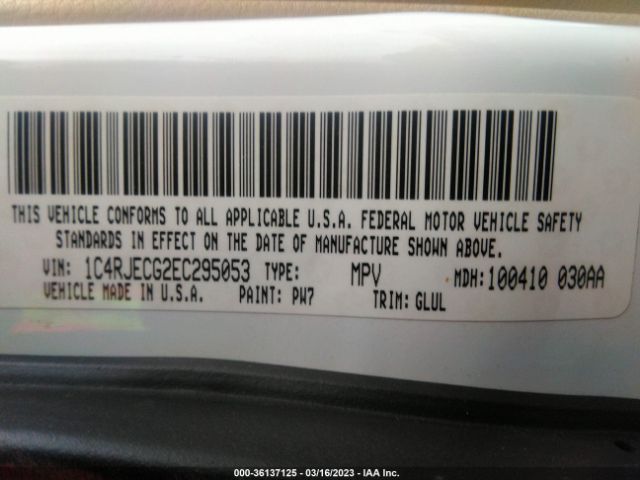 THIS VEHICLE CONFORMS TO ALL APPLICABLE U.S.A. FEDERAL MOTOR VEHICLE SAFETY
STANDARDS IN EFFECT ON THE DATE OF MANUFACTURE SHOWN ABOVE.
VIN: 1C4RJECG2EC295053 TYPE: MPV MDH:100410 030AA
VEHICLE MADE IN U.S.A. PAINT: PW7 TRIM: GLUL
000-36137125 - 03/16/2023 - IAA Inc.